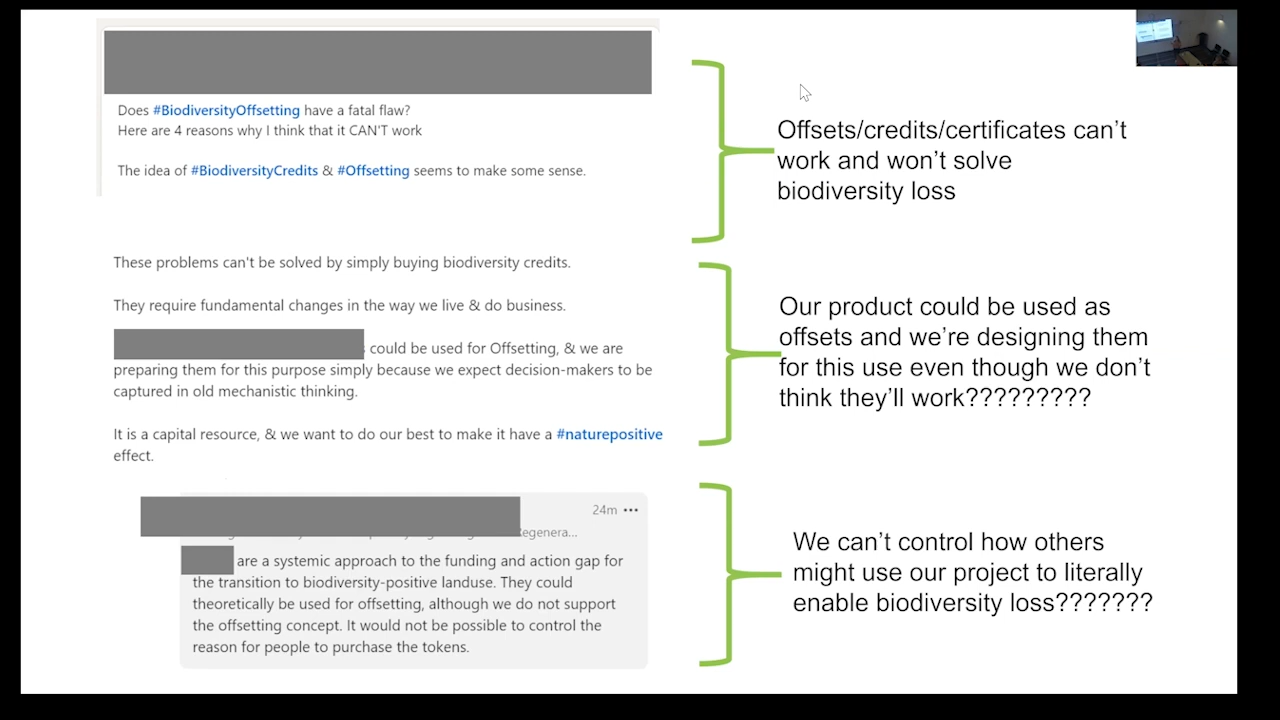 Does #BiodiversityOffsetting have a fatal flaw?
Here are 4 reasons why I think that it CAN'T work
The idea of #BiodiversityCredits & #Offsetting seems to make some sense.
Offsets/credits/certificates can't
work and won't solve
biodiversity loss
These problems can't be solved by simply buying biodiversity credits.
They require fundamental changes in the way we live & do business.
could be used for Offsetting, & we are
preparing them for this purpose simply because we expect decision-makers to be
captured in old mechanistic thinking.
It is a capital resource, & we want to do our best to make it have a #naturepositive
effect.
Our product could be used as
offsets and we're designing them
for this use even though we don't
think they'll work?????????
24m •••
are a systemic approach to the funding and action gap for
the transition to biodiversity-positive landuse. They could
theoretically be used for offsetting, although we do not support
the offsetting concept. It would not be possible to control the
reason for people to purchase the tokens.
We can't control how others
might use our project to literally
enable biodiversity loss???????